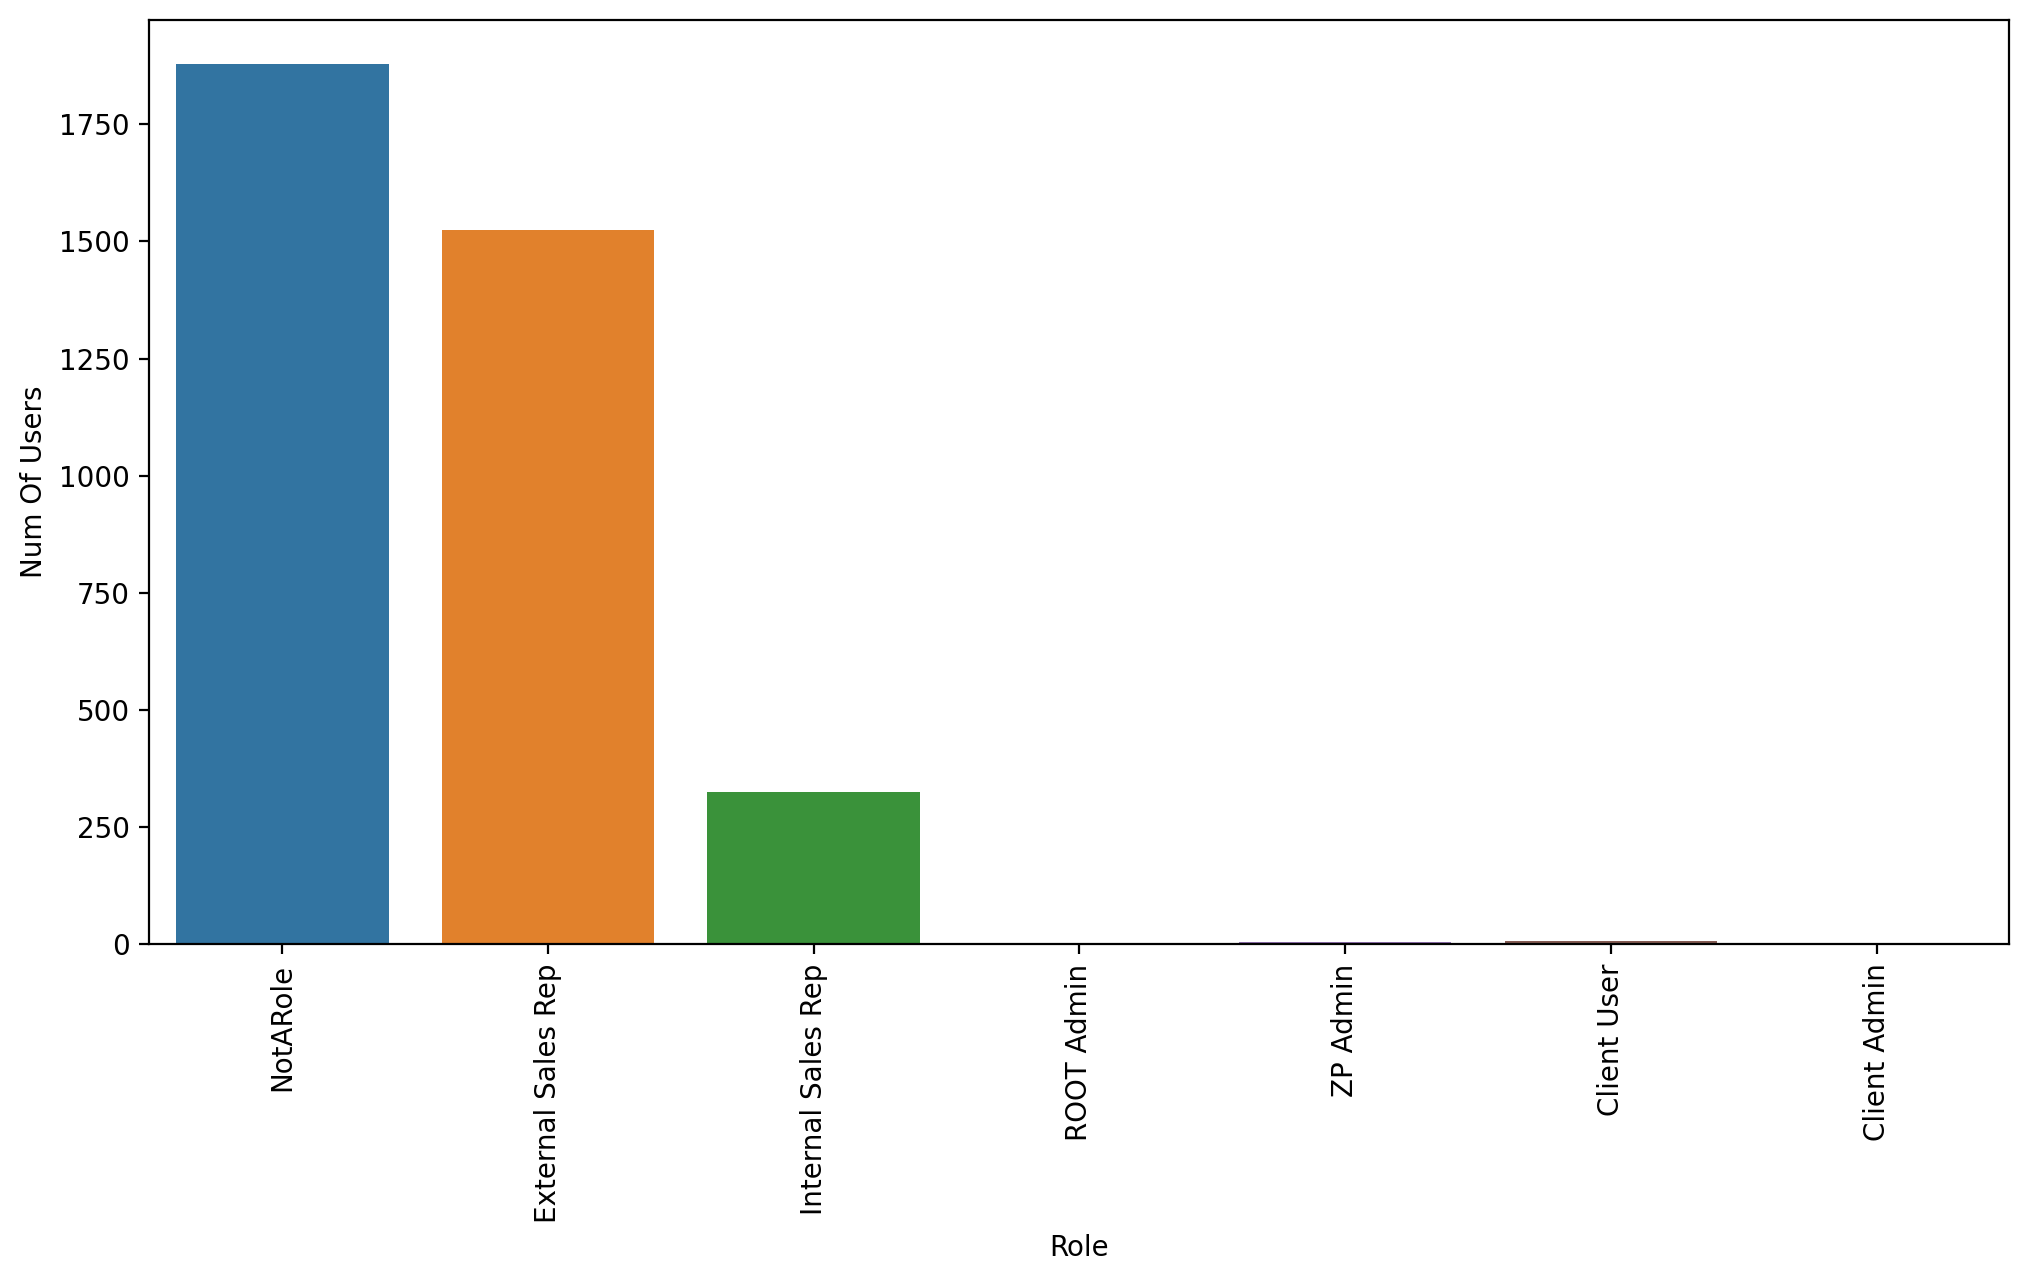 1750
1500
1250
1000
750
500
250
0
Num Of Users
NotARole
External Sales Rep
Internal Sales Rep
ROOT Admin
ZP Admin
Client User
Client Admin
Role